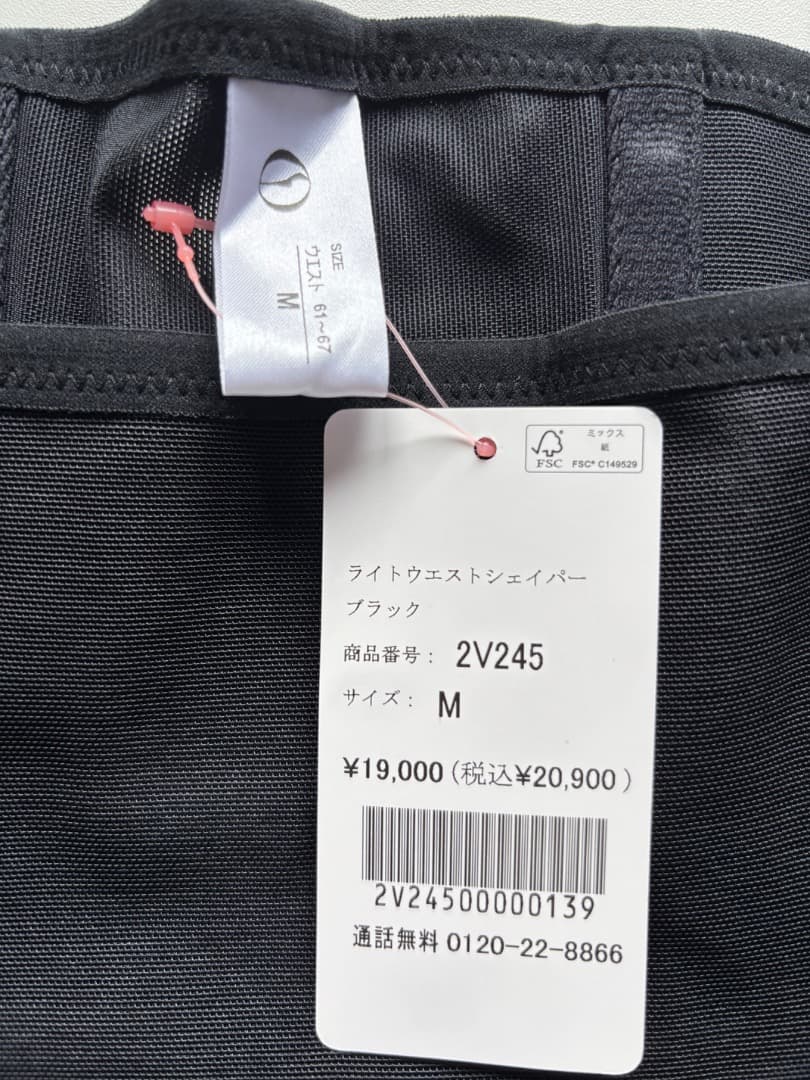 SIZE
ウエスト 61~67
M
FSC
ミックス
紙
FSC® C149529
ライトウエストシェイパー
ブラック
商品番号: 2V245
サイズ: M
¥19,000(税込¥20,900)
2V24500000139
通話無料 0120-22-8866